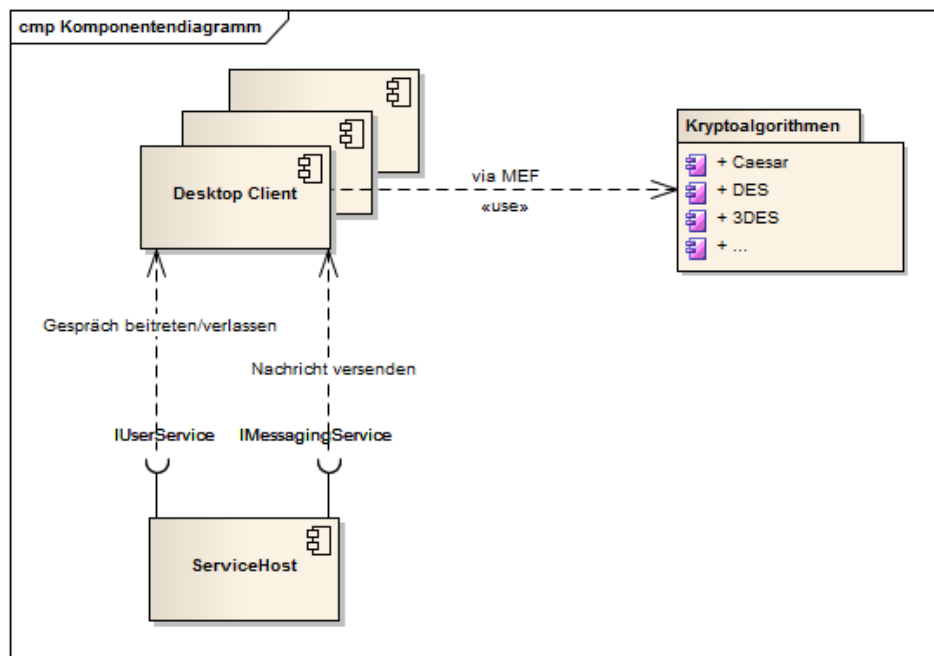 cmp Komponentendiagramm
Desktop Client
via MEF
«use»
Kryptoalgorithmen
+ Caesar
+ DES
+ 3DES
+ ...
Gespräch beitreten/verlassen
Nachricht versenden
IUserService
IMessagingService
ServiceHost